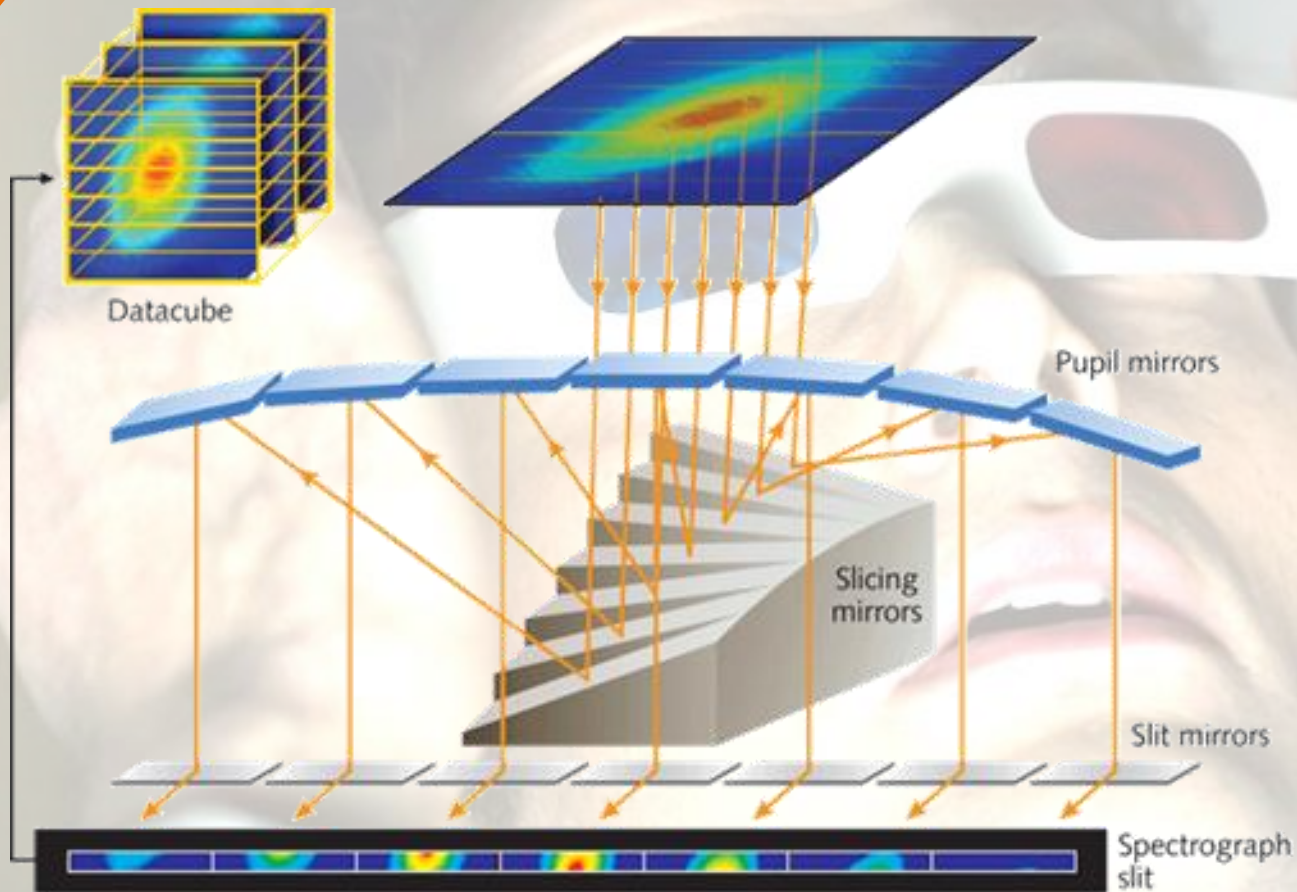 Datacube
Pupil mirrors
Slicing
mirrors
Slit mirrors
Spectrograph
slit